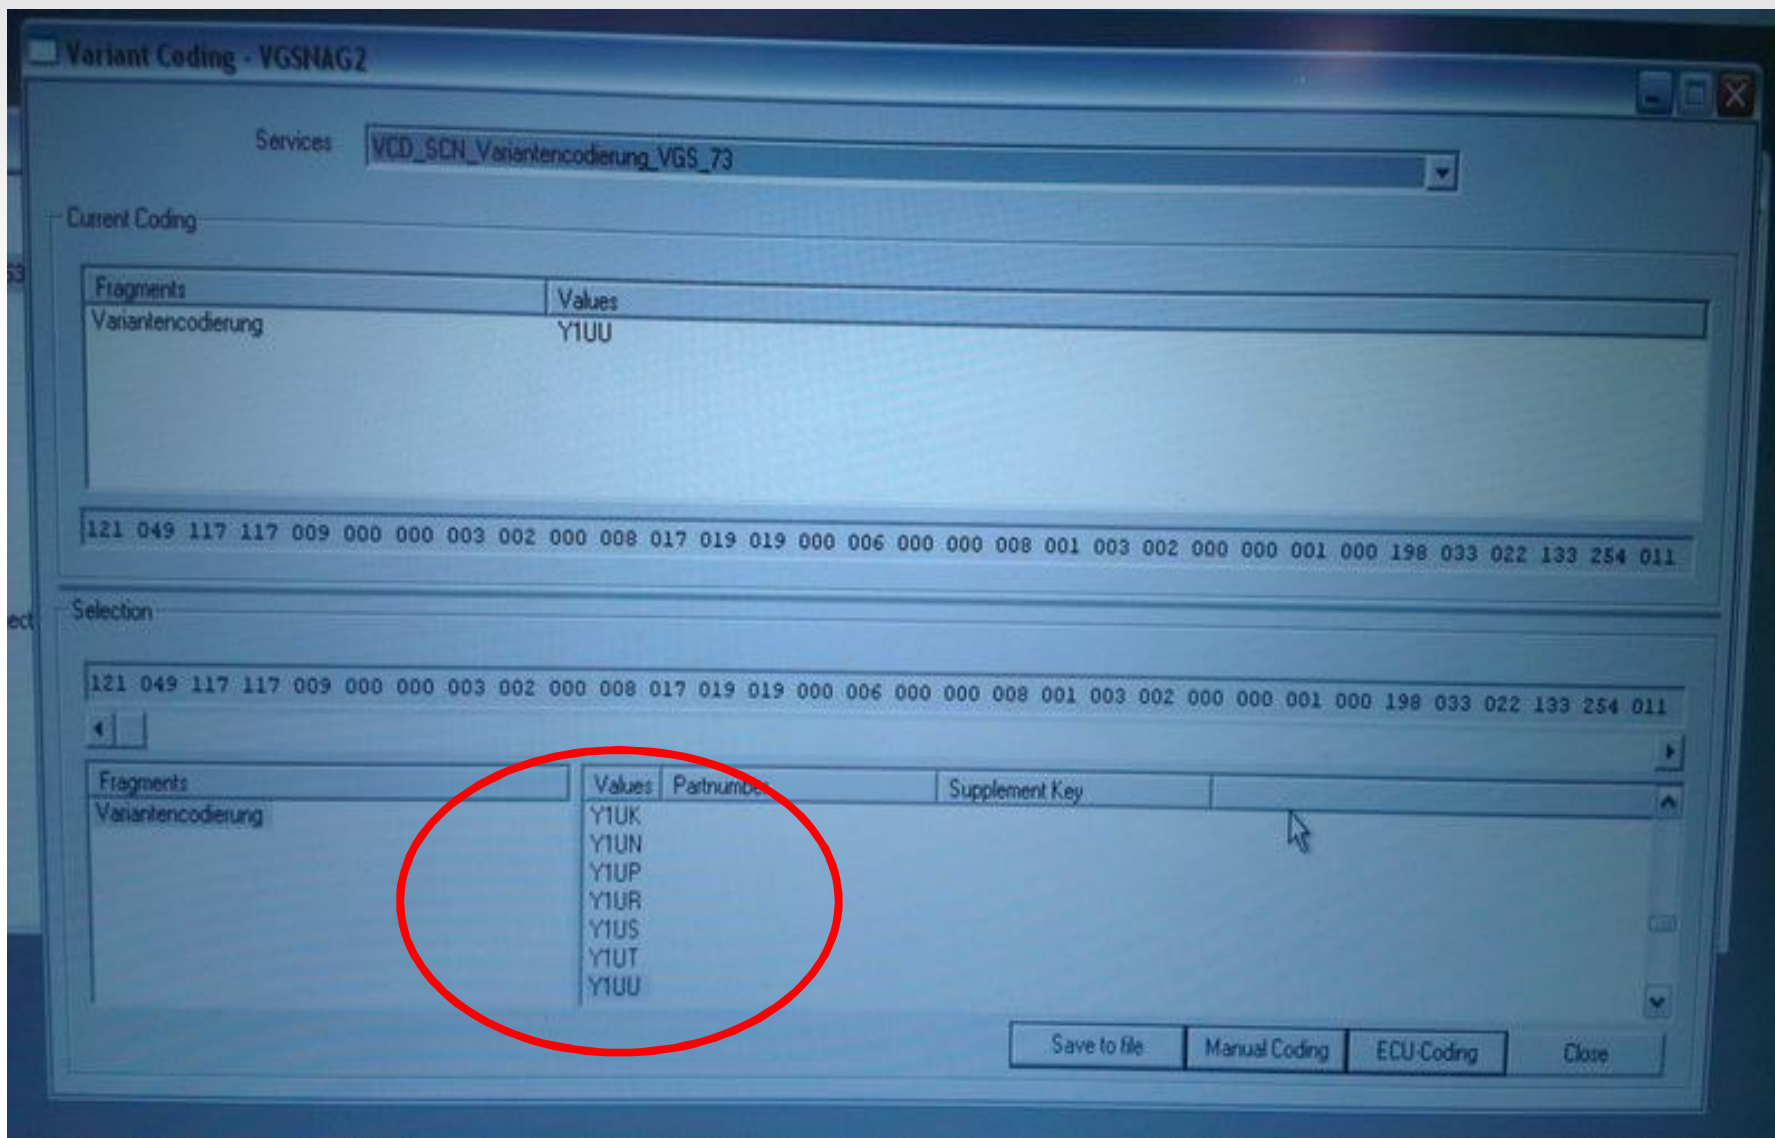 Variant Coding - VGSNAG2
Services VCD_SCN_Variantencodierung_VGS_73
Current Coding
Fragments Values
Variantencodierung Y1UU
121 049 117 117 009 000 000 003 002 000 008 017 019 019 000 006 000 000 008 001 003 002 000 000 001 000 198 033 022 133 254 011
Selection
121 049 117 117 009 000 000 003 002 000 008 017 019 019 000 006 000 000 008 001 003 002 000 000 001 000 198 033 022 133 254 011
Fragments Values Partnumber Supplement Key
Variantencodierung Y1UK
Y1UN
Y1UP
Y1UR
Y1US
Y1UT
Y1UU
Save to file Manual Coding ECU-Coding Close